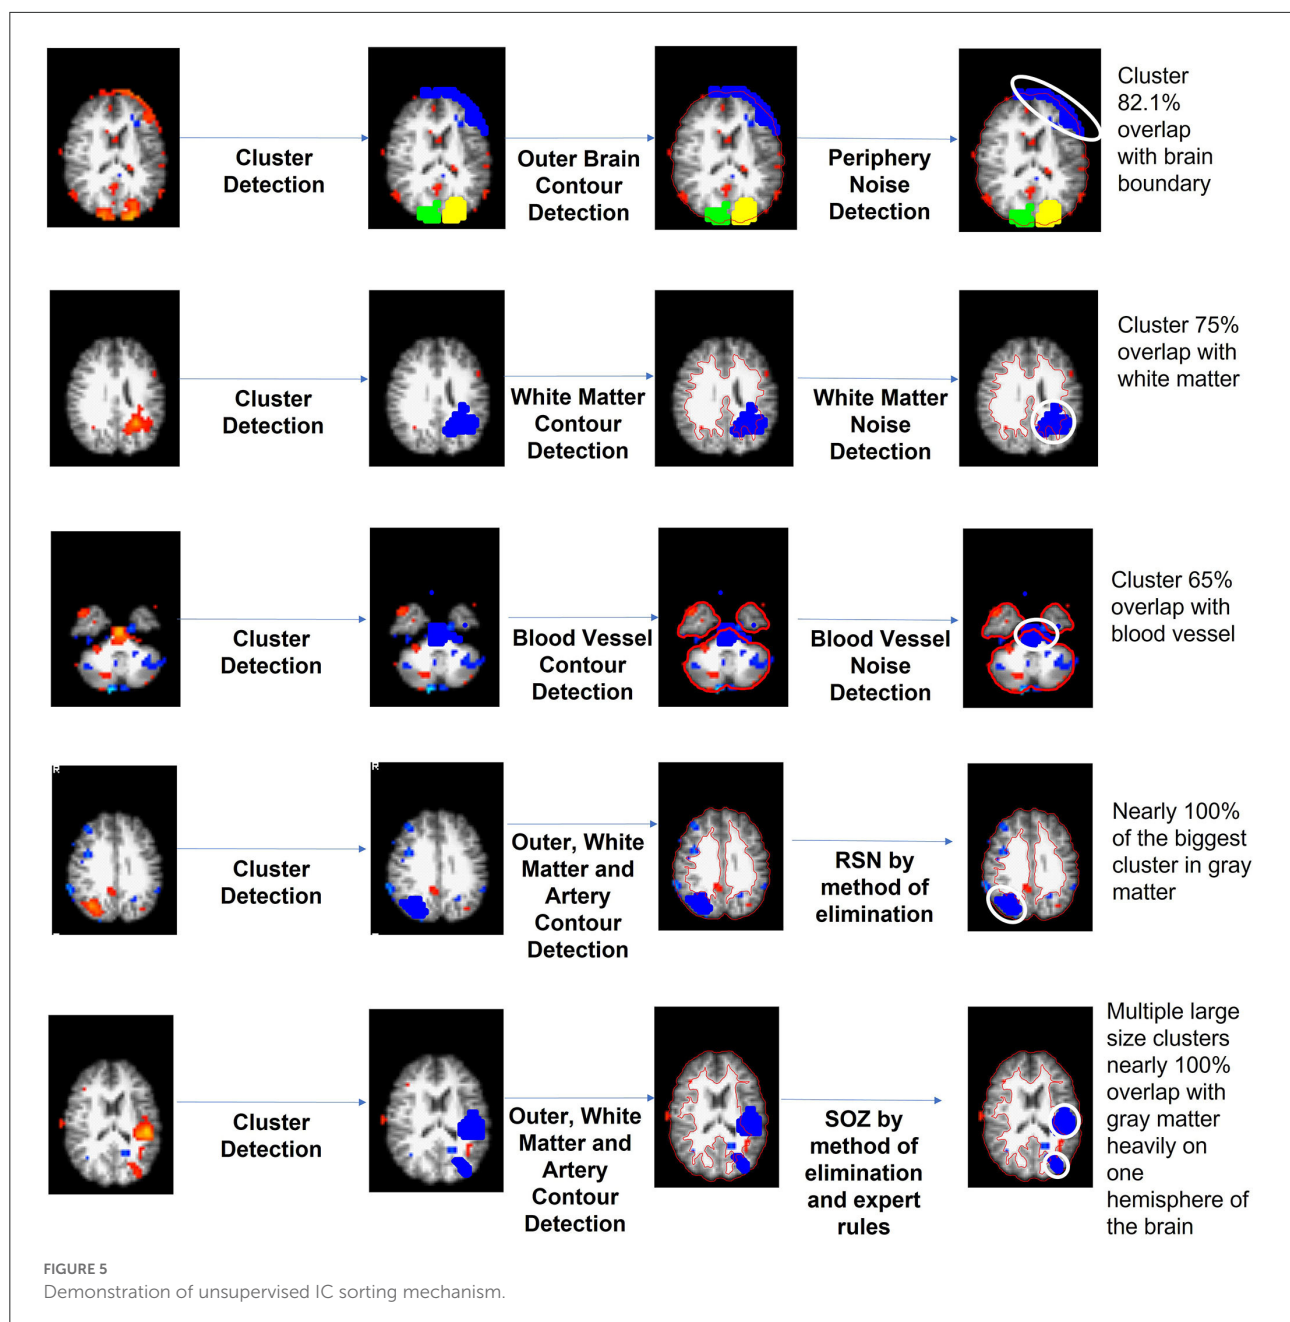 Cluster
Detection
Outer Brain
Contour
Detection
Periphery
Noise
Detection
Cluster
82.1%
overlap
with brain
boundary
Cluster
Detection
White Matter
Contour
Detection
White Matter
Noise
Detection
Cluster 75%
overlap with
white matter
Cluster
Detection
Blood Vessel
Contour
Detection
Blood Vessel
Noise
Detection
Cluster 65%
overlap with
blood vessel
R
Cluster
Detection
R
Outer, White
Matter and
Artery
Contour
Detection
RSN by
method of
elimination
Nearly 100%
of the biggest
cluster in gray
matter
Cluster
Detection
Outer, White
Matter and
Artery
Contour
Detection
SOZ by
method of
elimination
and expert
rules
Multiple large
size clusters
nearly 100%
overlap with
gray matter
heavily on
one
hemisphere of
the brain
FIGURE 5
Demonstration of unsupervised IC sorting mechanism.